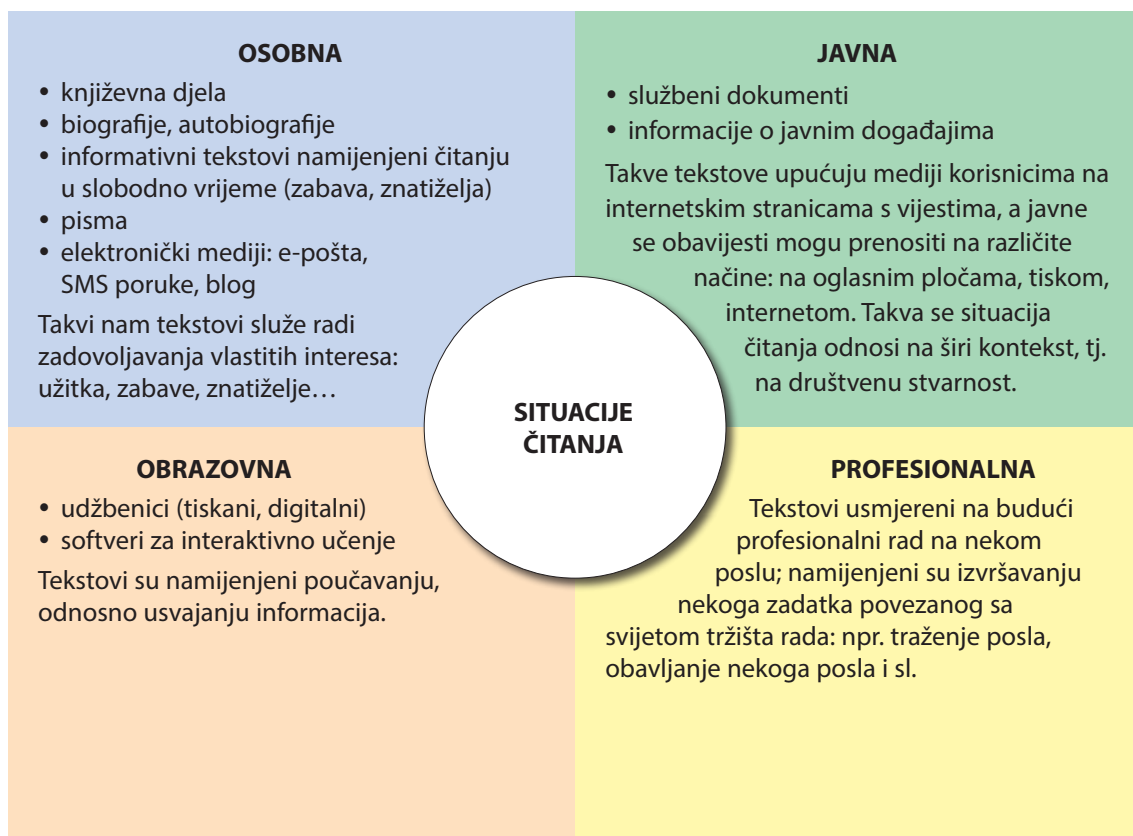 OSOBNA
• književna djela
• biografije, autobiografije
• informativni tekstovi namijenjeni čitanju
u slobodno vrijeme (zabava, znatiželja)
• pisma
• elektronički mediji: e-pošta,
SMS poruke, blog
Takvi nam tekstovi služe radi
zadovoljavanja vlastitih interesa:
užitka, zabave, znatiželje…
JAVNA
• službeni dokumenti
• informacije o javnim događajima
Takve tekstove upućuju mediji korisnicima na
internetskim stranicama s vijestima, a javne
se obavijesti mogu prenositi na različite
načine: na oglasnim pločama, tiskom,
internetom. Takva se situacija
čitanja odnosi na širi kontekst, tj.
na društvenu stvarnost.
SITUACIJE
ČITANJA
OBRAZOVNA
• udžbenici (tiskani, digitalni)
• softveri za interaktivno učenje
Tekstovi su namijenjeni poučavanju,
odnosno usvajanju informacija.
PROFESIONALNA
Tekstovi usmjereni na budući
profesionalni rad na nekom
poslu; namijenjeni su izvršavanju
nekoga zadatka povezanog sa
svijetom tržišta rada: npr. traženje posla,
obavljanje nekoga posla i sl.